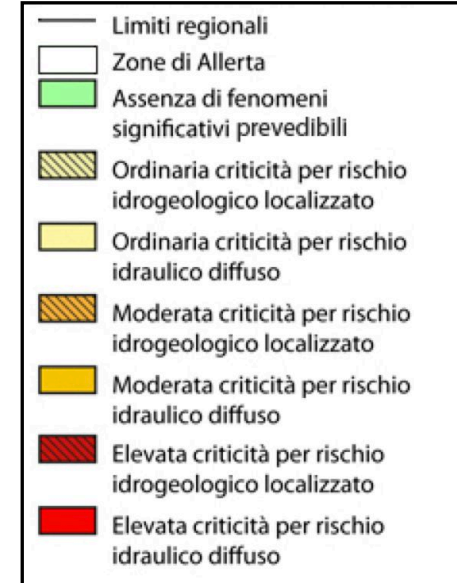 Limiti regionali
Zone di Allerta
Assenza di fenomeni
significativi prevedibili
Ordinaria criticità per rischio
idrogeologico localizzato
Ordinaria criticità per rischio
idraulico diffuso
Moderata criticità per rischio
idrogeologico localizzato
Moderata criticità per rischio
idraulico diffuso
Elevata criticità per rischio
idrogeologico localizzato
Elevata criticità per rischio
idraulico diffuso